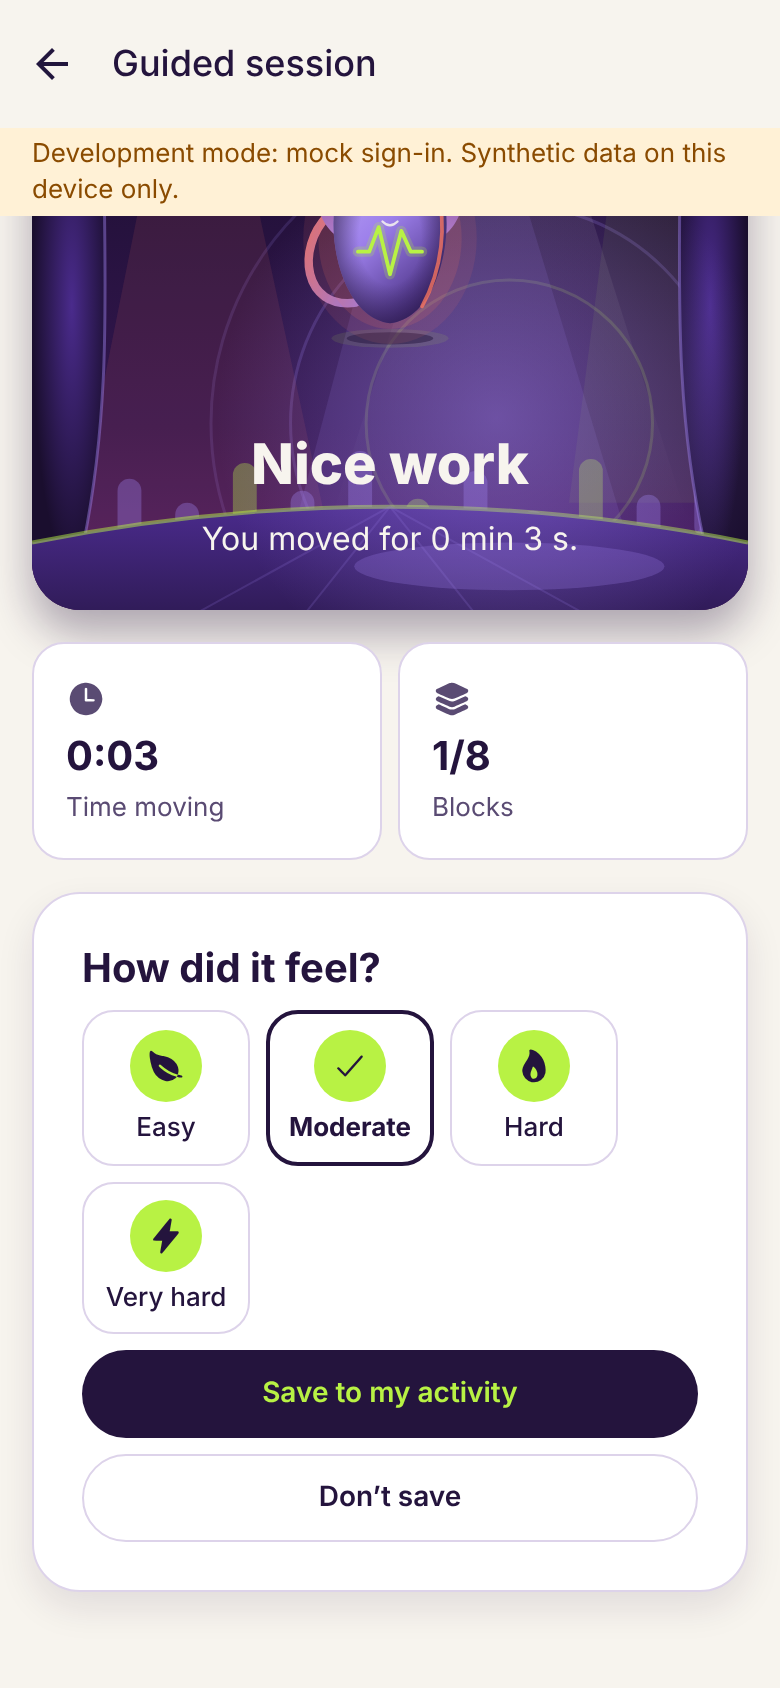 Guided session
Development mode: mock sign-in. Synthetic data on this
device only.
Nice work
You moved for 0 min 3 s.
0:03
Time moving
1/8
Blocks
How did it feel?
Easy
Moderate
Hard
Very hard
Save to my activity
Don’t save